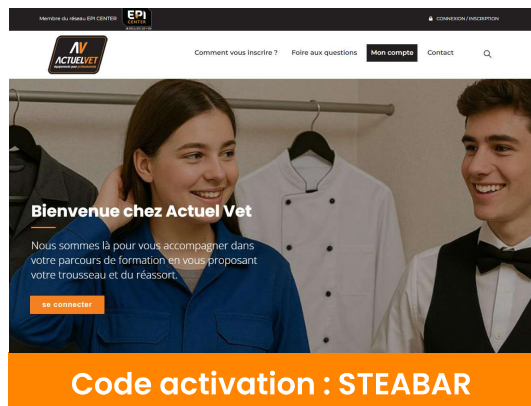 Membre du réseau EPI CENTER
EPI
CENTER
CONNEXION / INSCRIPTION
AV
ACTUELVET
Comment vous inscrire ?
Foire aux questions
Mon compte
Contact
Bienvenue chez Actuel Vet
Nous sommes là pour vous accompagner dans
votre parcours de formation en vous proposant
votre trousseau et du réassort.
se connecter
Code activation : STEABAR